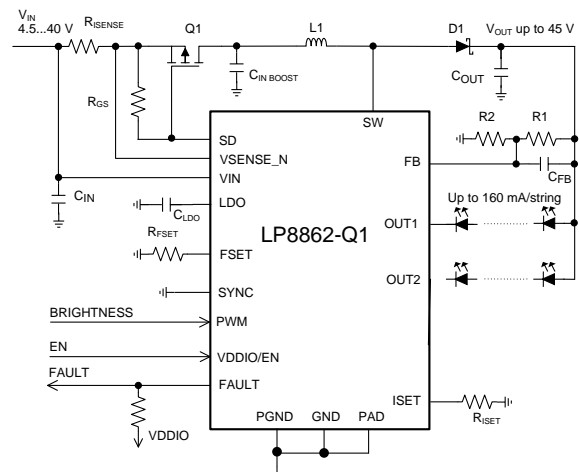 VIN
4.5...40 V
RISENSE
Q1
L1
D1
VOUT up to 45 V
CIN BOOST
COUT
RGS
R2
R1
SW
SD
VSENSE_N
VIN
FB
CFB
CIN
LDO
CLDO
Up to 160 mA/string
LP8862-Q1
OUT1
RFSET
FSET
OUT2
SYNC
BRIGHTNESS
PWM
EN
VDDIO/EN
FAULT
FAULT
ISET
RISET
VDDIO
PGND
GND
PAD